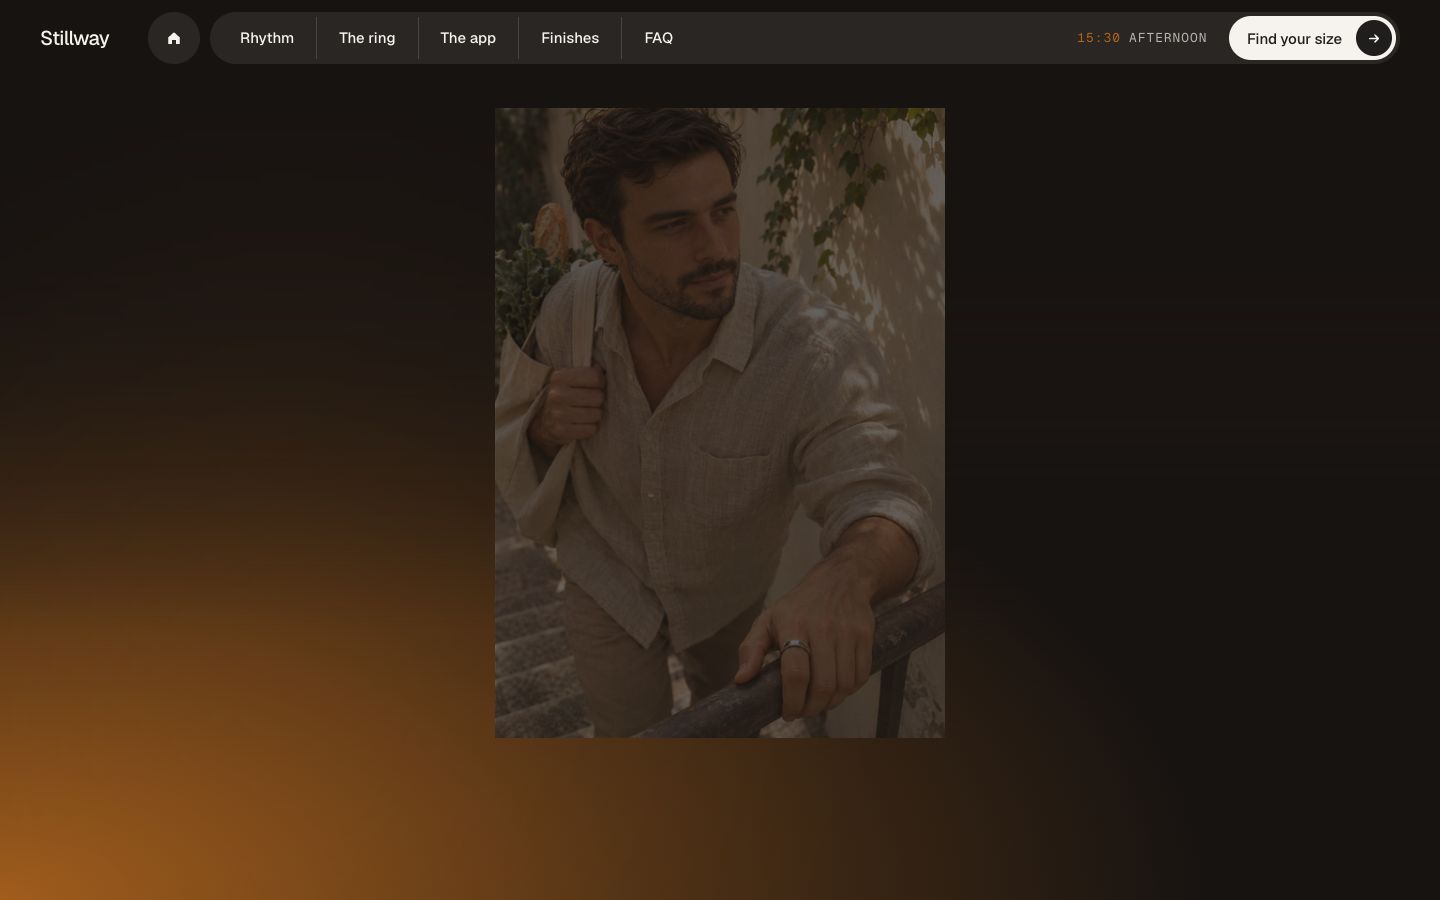 Stillway
Rhythm
The ring
The app
Finishes
FAQ
15:30 AFTERNOON
Find your size